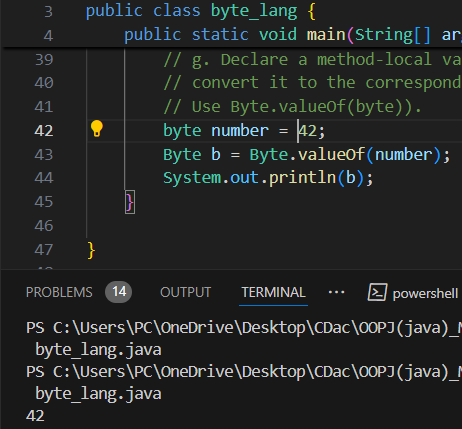 3 public class byte_lang {
4 public static void main(String[]
39 // g. Declare a method-local
40 // convert it to the
41 // Use Byte.valueOf(byte)).
42 byte number = 42;
43 Byte b = Byte.valueOf(number);
44 System.out.println(b);
45 }
46
47 }
PROBLEMS 14 OUTPUT TERMINAL ... powershell
PS C:\Users\PC\OneDrive\Desktop\CDac\OOPJ(java)_
byte_lang.java
PS C:\Users\PC\OneDrive\Desktop\CDac\OOPJ(java)_
byte_lang.java
42